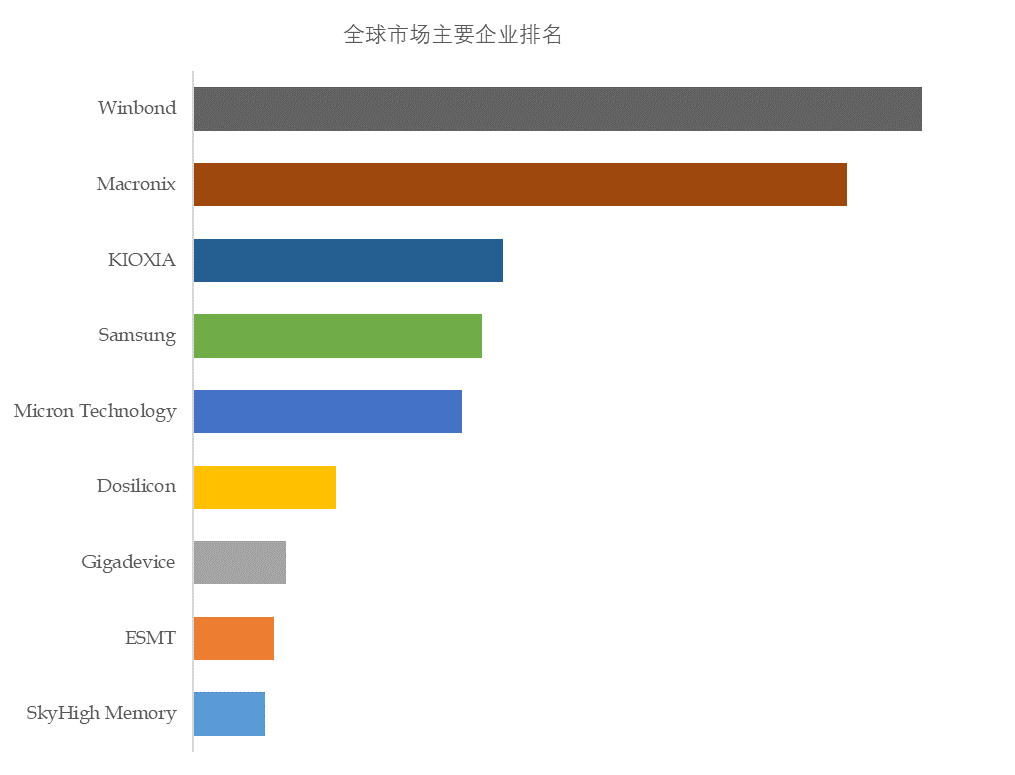 全球市场主要企业排名
Winbond
Macronix
KIOXIA
Samsung
Micron Technology
Dosilicon
Gigadevice
ESMT
SkyHigh Memory